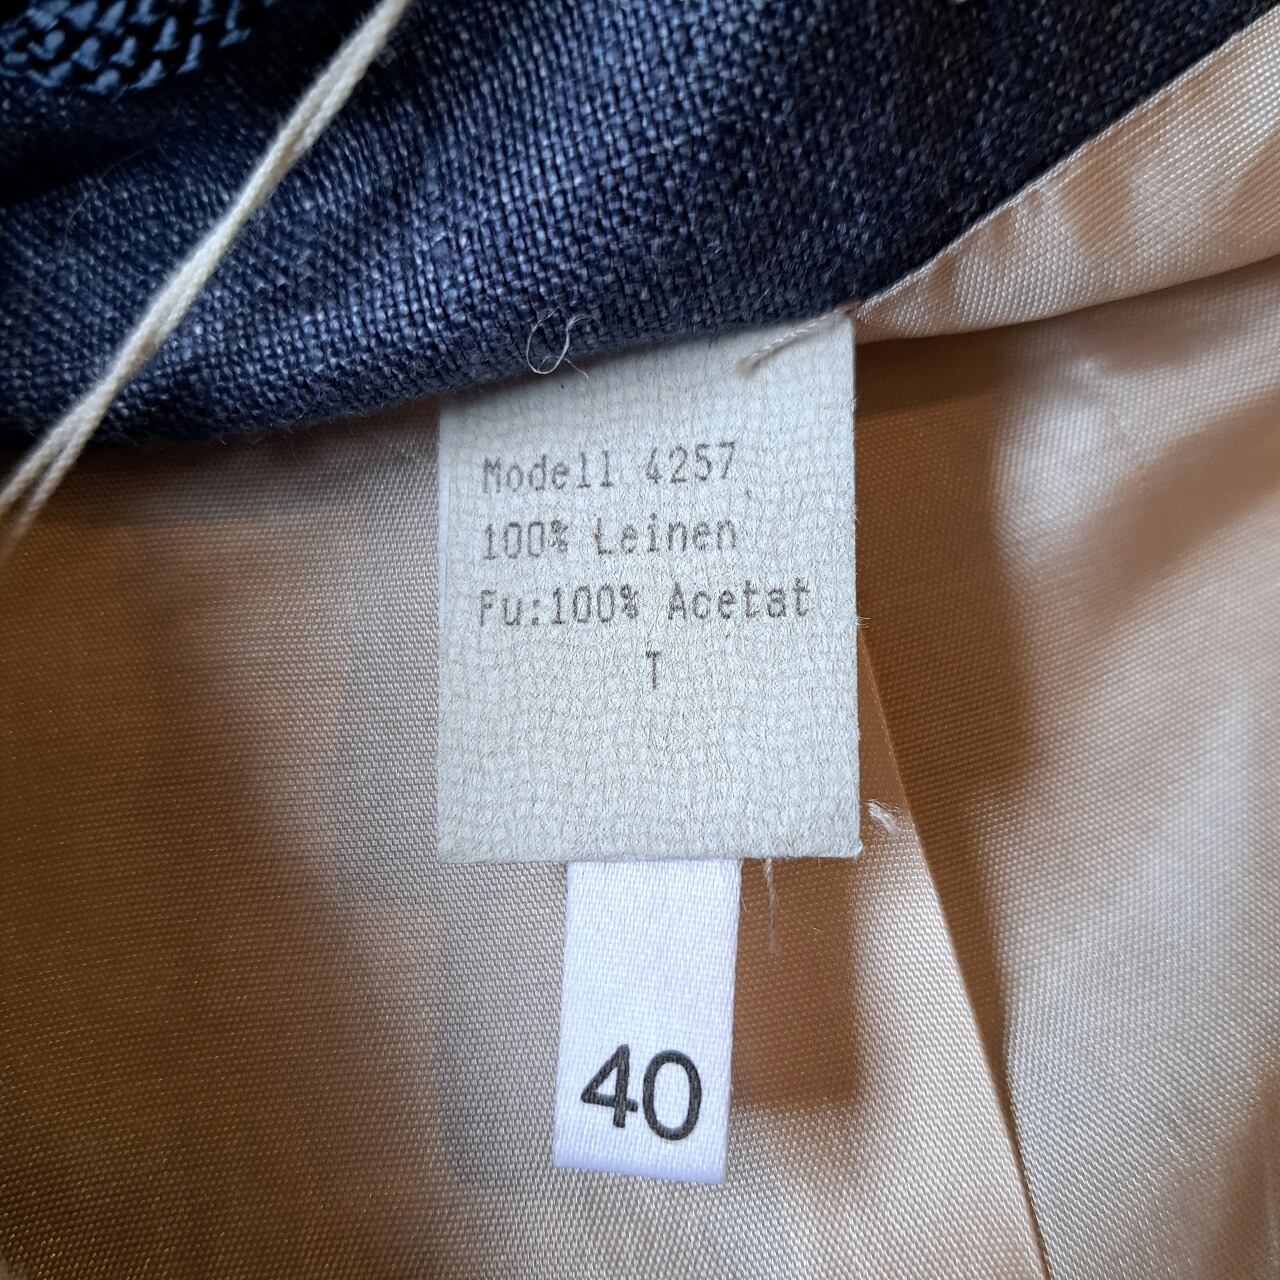 Modell 4257
100% Leinen
Fu:100% Acetat
T
40